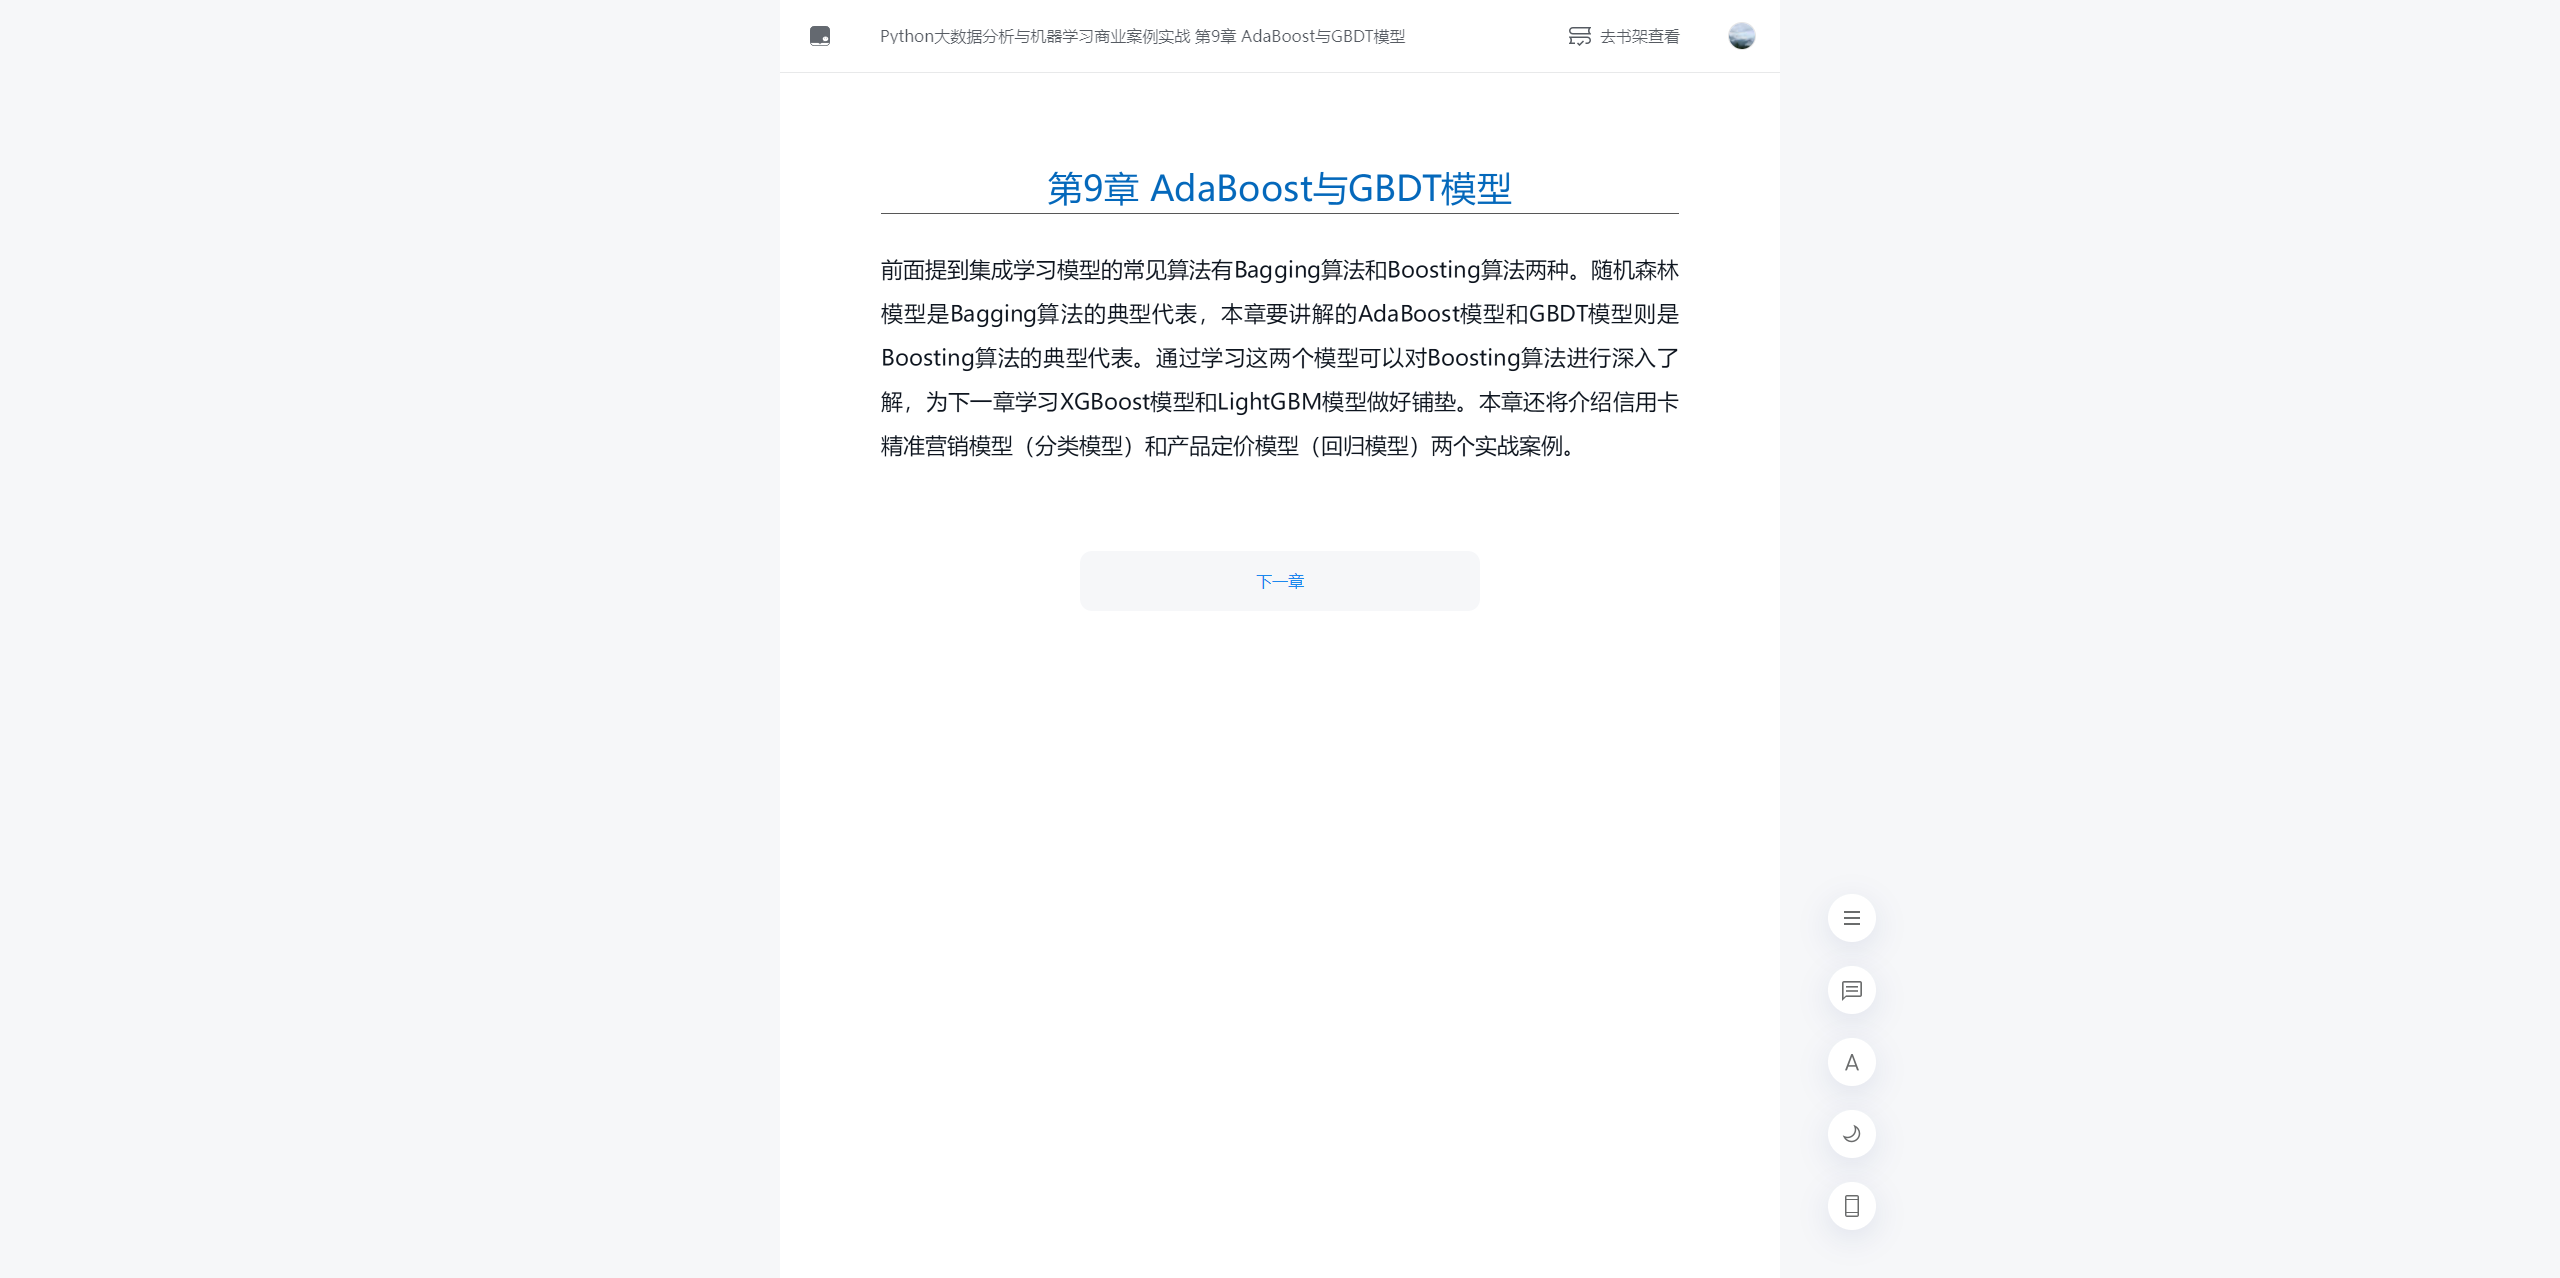 Python大数据分析与机器学习商业案例实战 第9章 AdaBoost与GBDT模型
去书架查看
第9章 AdaBoost与GBDT模型
前面提到集成学习模型的常见算法有Bagging算法和Boosting算法两种。随机森林
模型是Bagging算法的典型代表，本章要讲解的AdaBoost模型和GBDT模型则是
Boosting算法的典型代表。通过学习这两个模型可以对Boosting算法进行深入了
解，为下一章学习XGBoost模型和LightGBM模型做好铺垫。本章还将介绍信用卡
精准营销模型（分类模型）和产品定价模型（回归模型）两个实战案例。
下一章
A